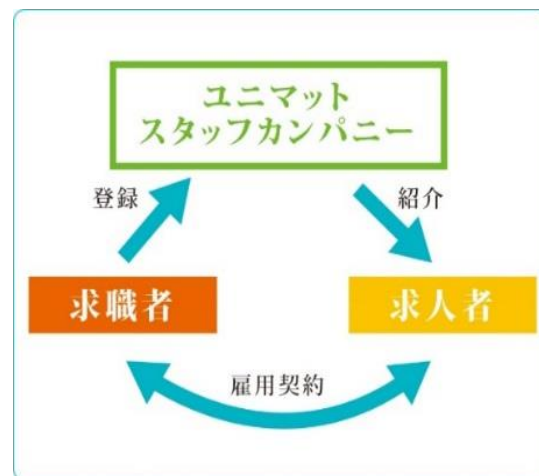 ユニマット
スタッフカンパニー
登録
紹介
求職者
求人者
雇用契約